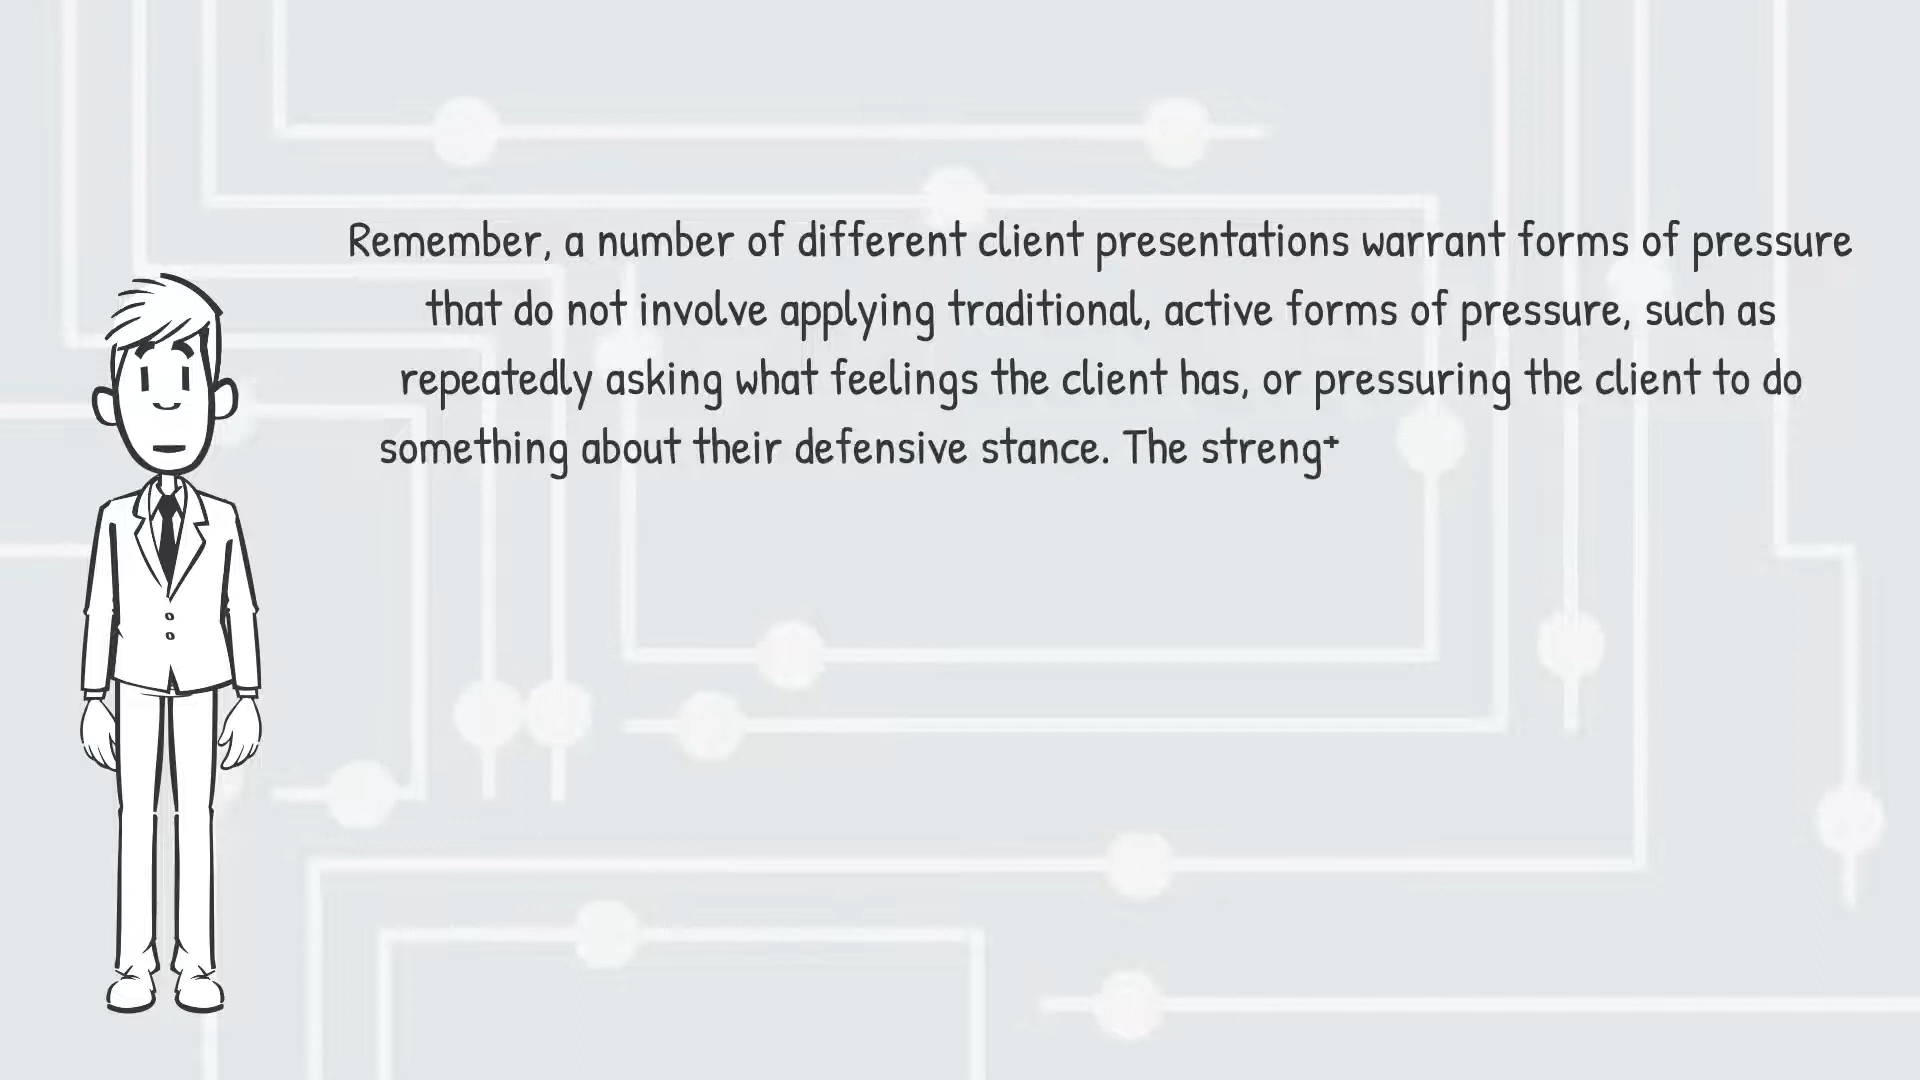 Remember, a number of different client presentations warrant forms of pressure
that do not involve applying traditional, active forms of pressure, such as
repeatedly asking what feelings the client has, or pressuring the client to do
something about their defensive stance. The streng